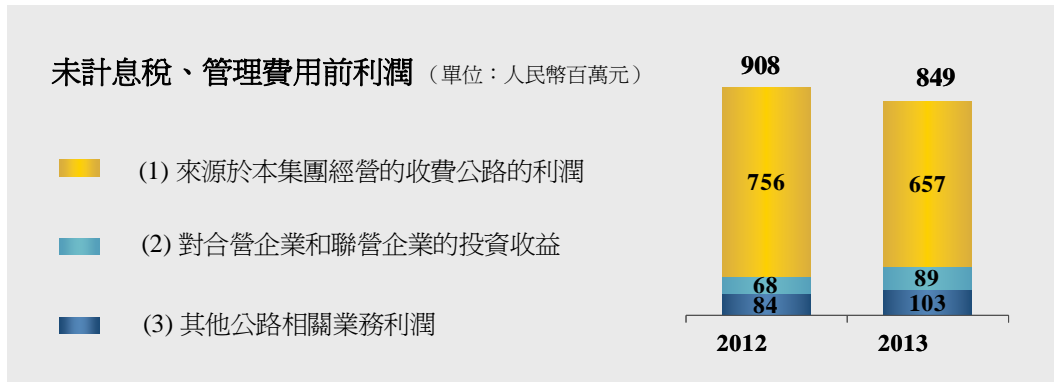 未計息稅、管理費用前利潤（單位：人民幣百萬元）
(1) 來源於本集團經營的收費公路的利潤
(2) 對合營企業和聯營企業的投資收益
(3) 其他公路相關業務利潤
908
849
756
657
68
89
84
103
2012
2013